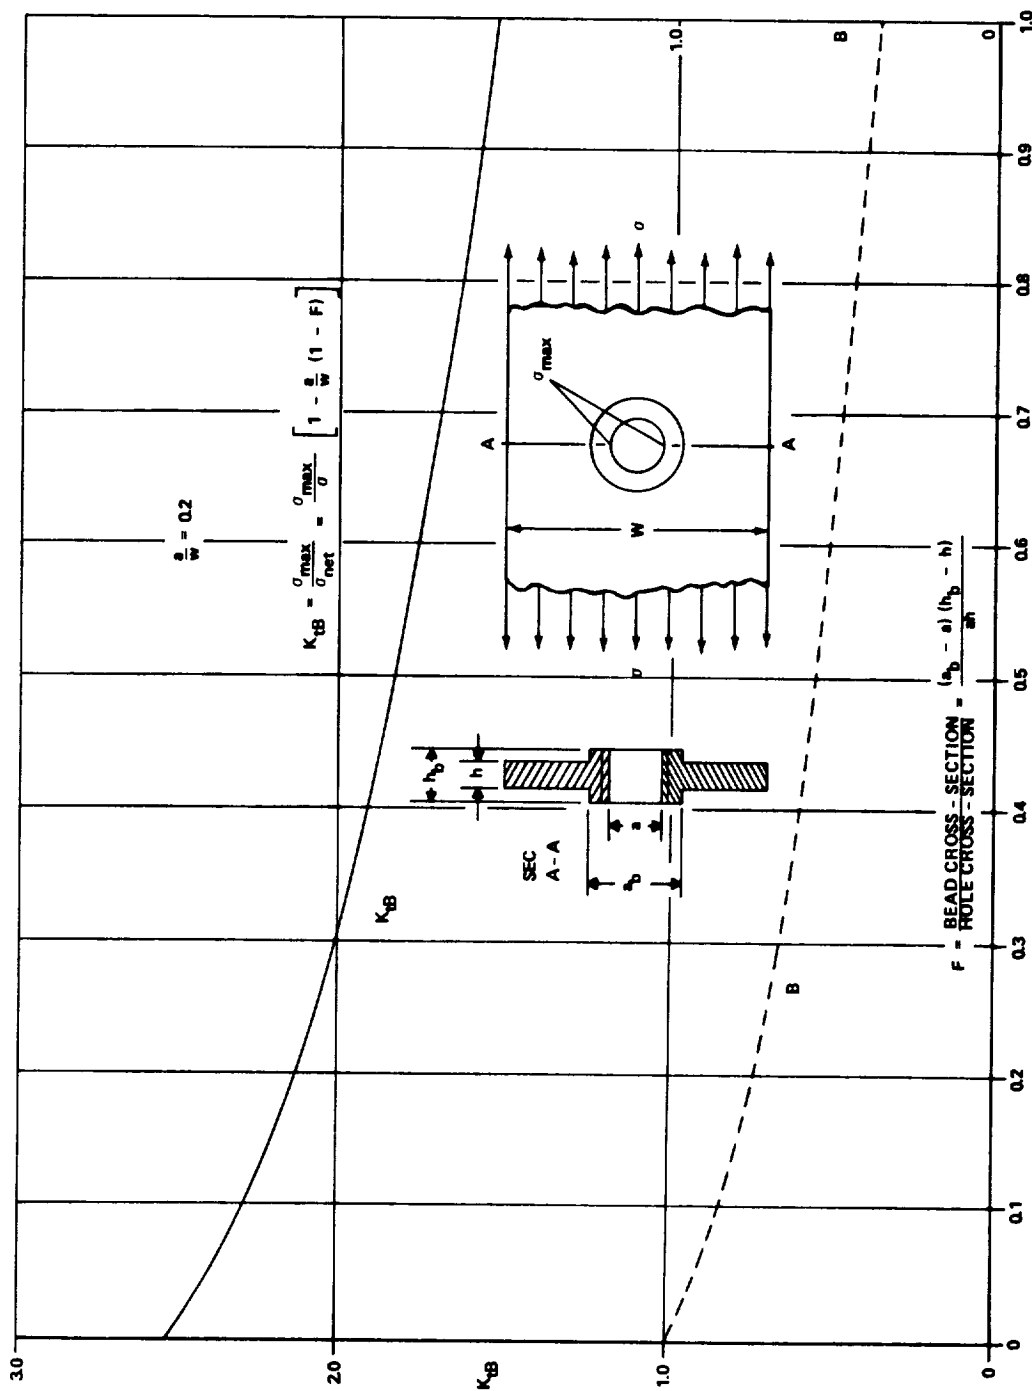 3.0
2.0
K_tB
1.0
0
a/w = 0.2
K_tB = σ_max/σ_net = σ_max/σ [1 - a/w (1 - F)]
K_tB
SEC
A - A
h_b
h
a
a_b
σ
W
A
A
σ_max
σ
B
B
1.0
0
F = BEAD CROSS - SECTION / HOLE CROSS - SECTION = (a_b - a) (h_b - h) / ah
0
0.1
0.2
0.3
0.4
0.5
0.6
0.7
0.8
0.9
1.0